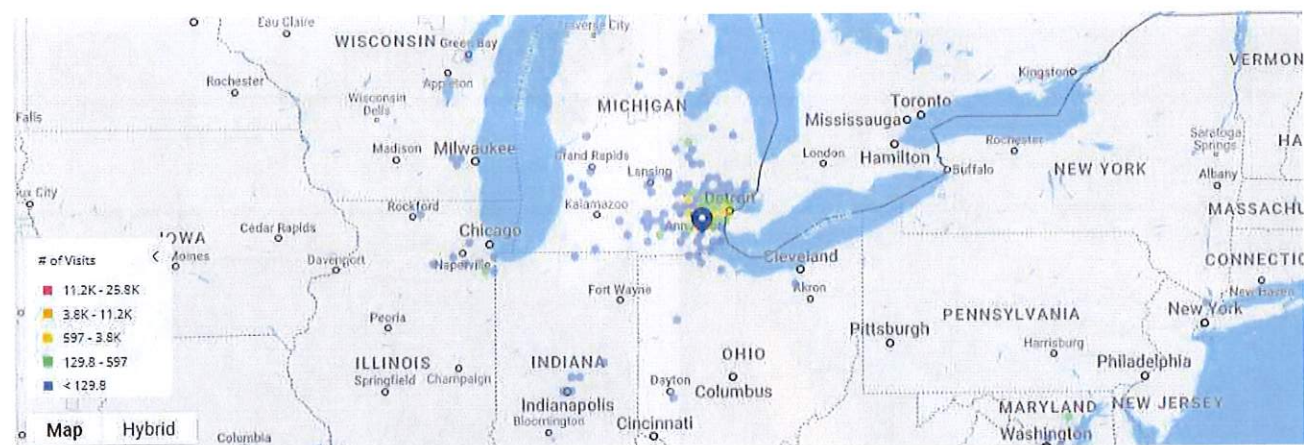 Eau Claire
WISCONSIN
Green Bay
Appleton
Rochester
Wisconsin
Dells
Falls
Madison
Milwaukee
MICHIGAN
Grand Rapids
Lansing
Kalamazoo
Detroit
London
Toronto
Mississauga
Hamilton
Kingston
Rochester
Buffalo
NEW YORK
VERMON
Saratoga
Springs
HA
Albany
MASSACHU
CONNECTIC
New Haven
New York
ux City
IOWA
Moines
Cedar Rapids
Davenport
Rockford
Chicago
Naperville
Fort Wayne
Cleveland
Akron
Peoria
ILLINOIS
Springfield
Champaign
INDIANA
Indianapolis
Bloomington
OHIO
Dayton
Columbus
Cincinnati
Pittsburgh
PENNSYLVANIA
Harrisburg
Philadelphia
MARYLAND
NEW JERSEY
Washington
Columbia
# of Visits
11.2K - 25.8K
3.8K - 11.2K
597 - 3.8K
129.8 - 597
< 129.8
Map
Hybrid